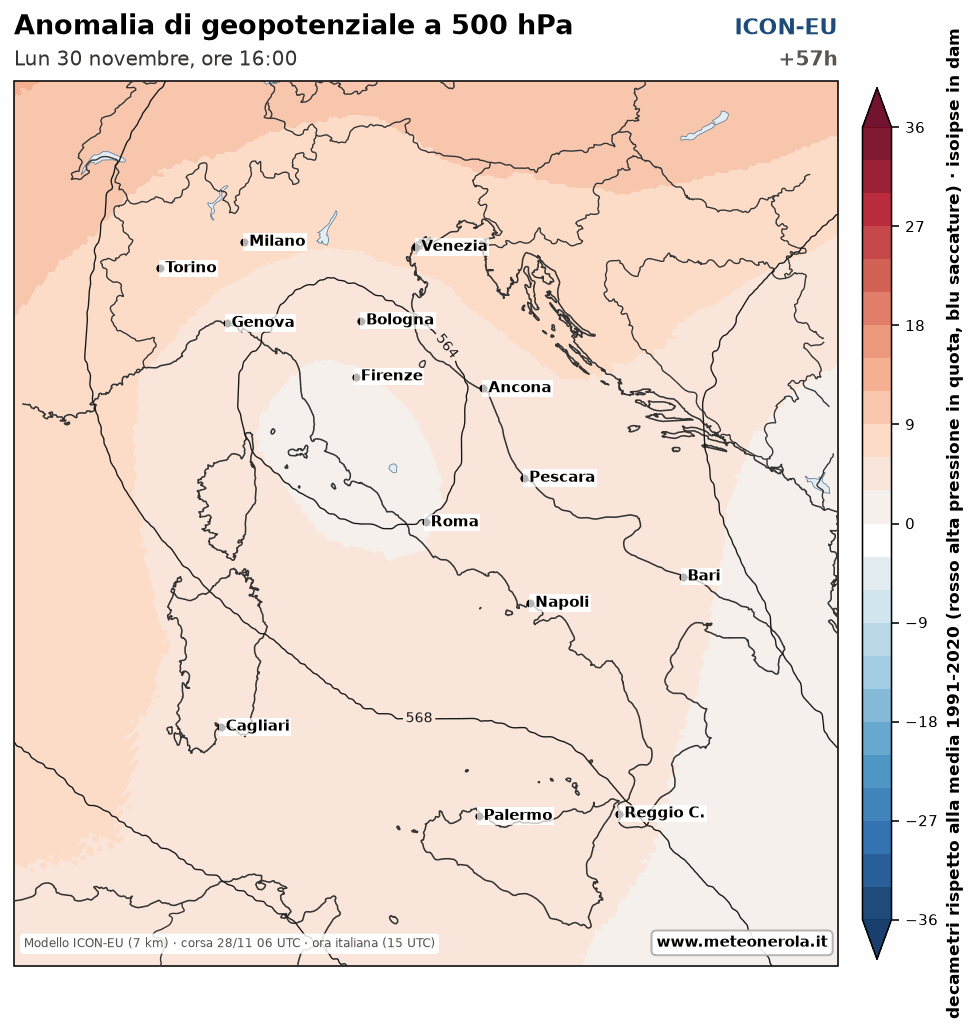 Anomalia di geopotenziale a 500 hPa
ICON-EU
Lun 30 novembre, ore 16:00
+57h
Milano
Venezia
Torino
Genova
Bologna
564
Firenze
Ancona
Pescara
Roma
Bari
Napoli
568
Cagliari
Palermo
Reggio C.
Modello ICON-EU (7 km) · corsa 28/11 06 UTC · ora italiana (15 UTC)
www.meteonerola.it
36
27
18
9
0
−9
−18
−27
−36
decametri rispetto alla media 1991-2020 (rosso alta pressione in quota, blu saccature) · isoipse in dam